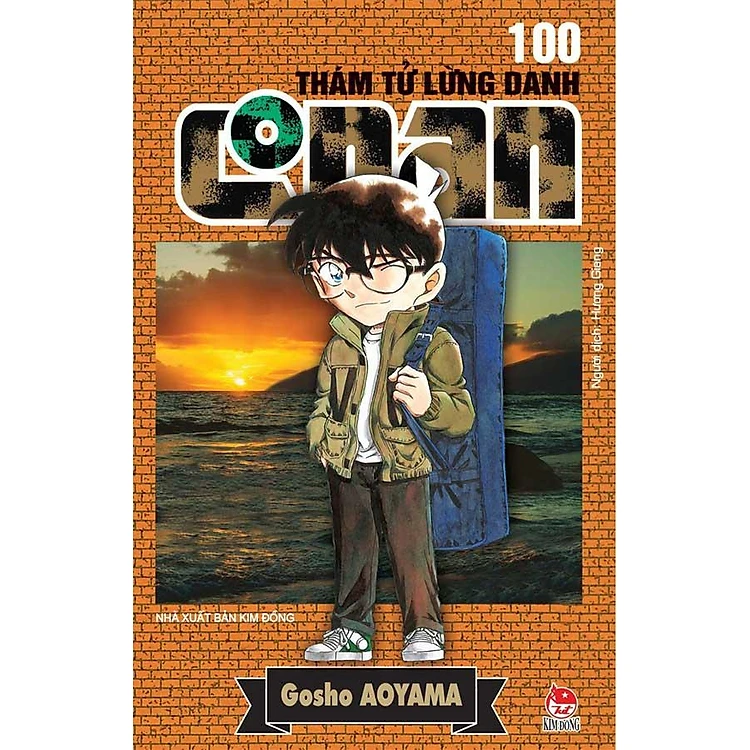 100
THÁM TỬ LỪNG DANH
Conan
Người dịch: Hương Giang
NHÀ XUẤT BẢN KIM ĐỒNG
Gosho AOYAMA
KIM ĐỒNG